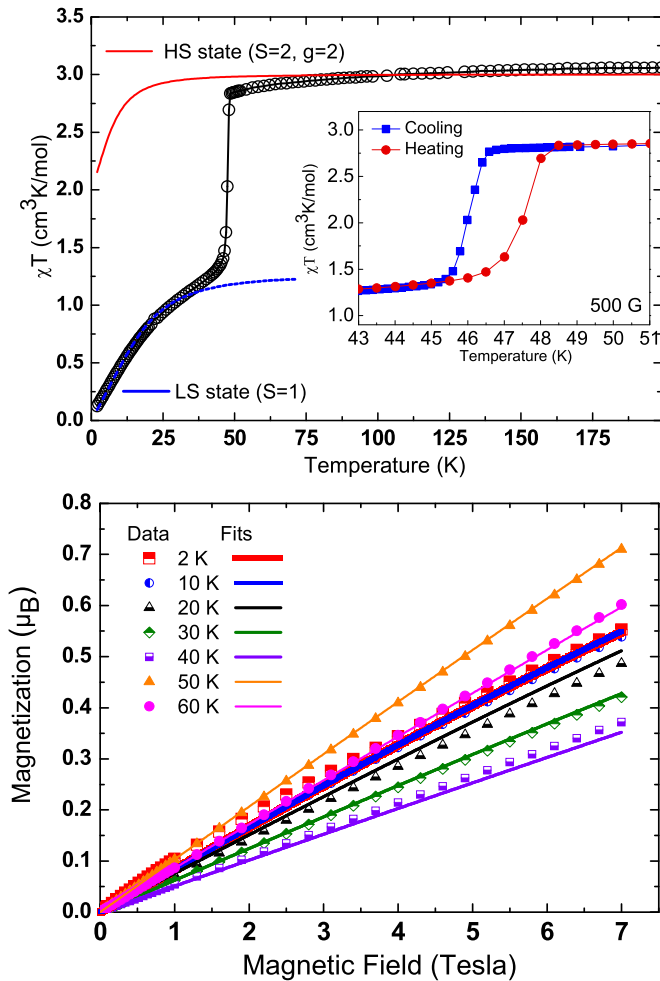 3.5
3.0
2.5
2.0
1.5
1.0
0.5
0.0
χT (cm³K/mol)
HS state (S=2, g=2)
LS state (S=1)
0 25 50 75 100 125 150 175
Temperature (K)
Cooling
Heating
3.0
2.5
2.0
1.5
1.0
χT (cm³K/mol)
500 G
43 44 45 46 47 48 49 50 51
Temperature (K)
0.8
0.7
0.6
0.5
0.4
0.3
0.2
0.1
0.0
Magnetization (μB)
Data Fits
2 K
10 K
20 K
30 K
40 K
50 K
60 K
0 1 2 3 4 5 6 7
Magnetic Field (Tesla)